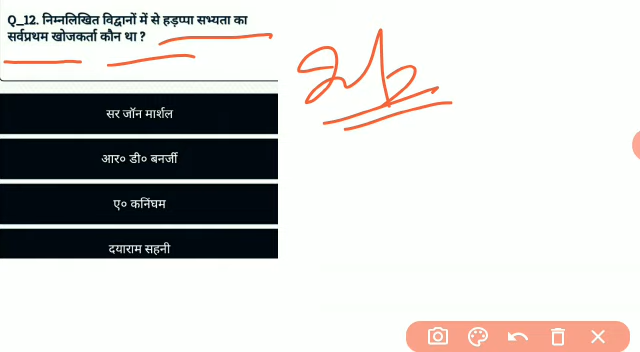 Q_12. निम्नलिखित विद्वानों में से हड़प्पा सभ्यता का
सर्वप्रथम खोजकर्ता कौन था ?
सर जॉन मार्शल
आर० डी० बनर्जी
ए० कनिंघम
दयाराम सहनी